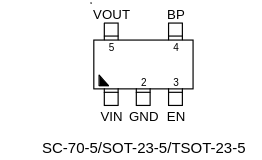 VOUT BP
5 4
2 3
VIN GND EN
SC-70-5/SOT-23-5/TSOT-23-5